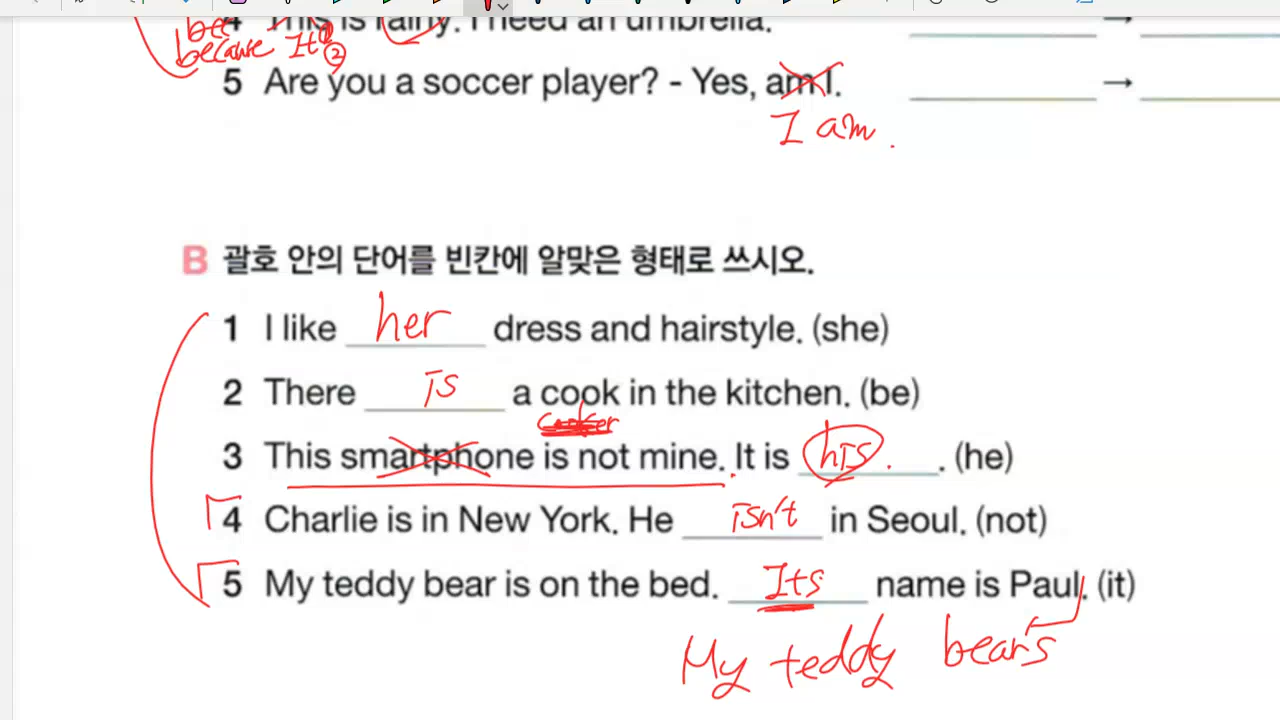 be 4 This is rainy. I need an umbrella. →
because It
5 Are you a soccer player? - Yes, am I. →
I am.
B 괄호 안의 단어를 빈칸에 알맞은 형태로 쓰시오.
1 I like her dress and hairstyle. (she)
2 There is a cook in the kitchen. (be)
cooker
3 This smartphone is not mine. It is his. (he)
4 Charlie is in New York. He isn't in Seoul. (not)
5 My teddy bear is on the bed. Its name is Paul. (it)
My teddy bear's